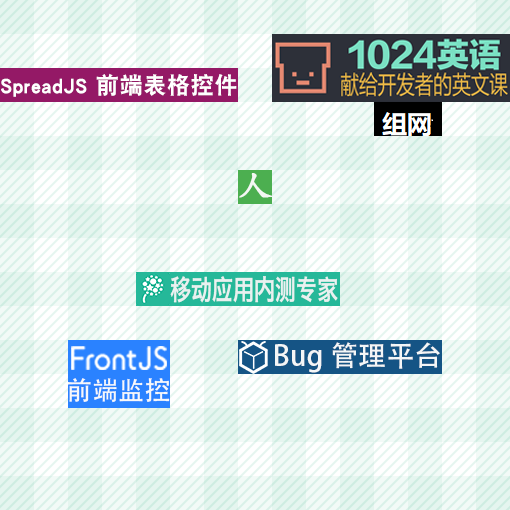 1024英语
献给开发者的英文课
SpreadJS 前端表格控件
组网
人
移动应用内测专家
Bug 管理平台
FrontJS
前端监控